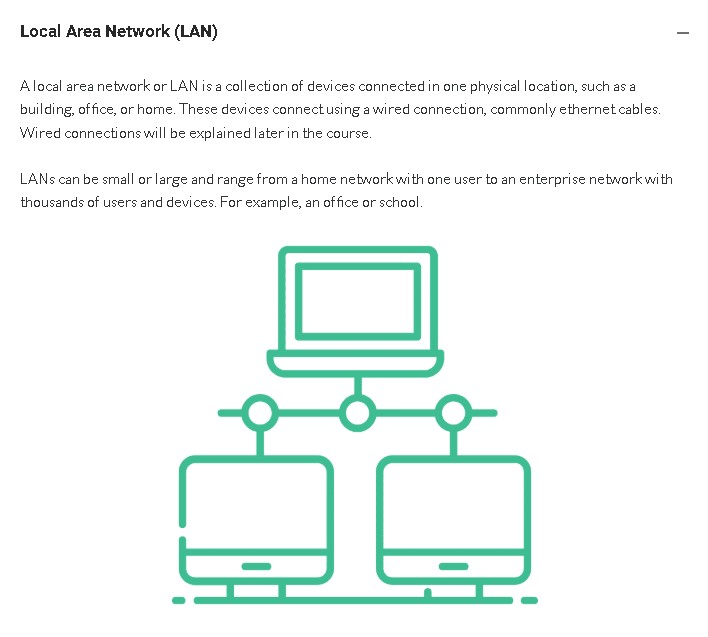 Local Area Network (LAN)
A local area network or LAN is a collection of devices connected in one physical location, such as a
building, office, or home. These devices connect using a wired connection, commonly ethernet cables.
Wired connections will be explained later in the course.
LANs can be small or large and range from a home network with one user to an enterprise network with
thousands of users and devices. For example, an office or school.